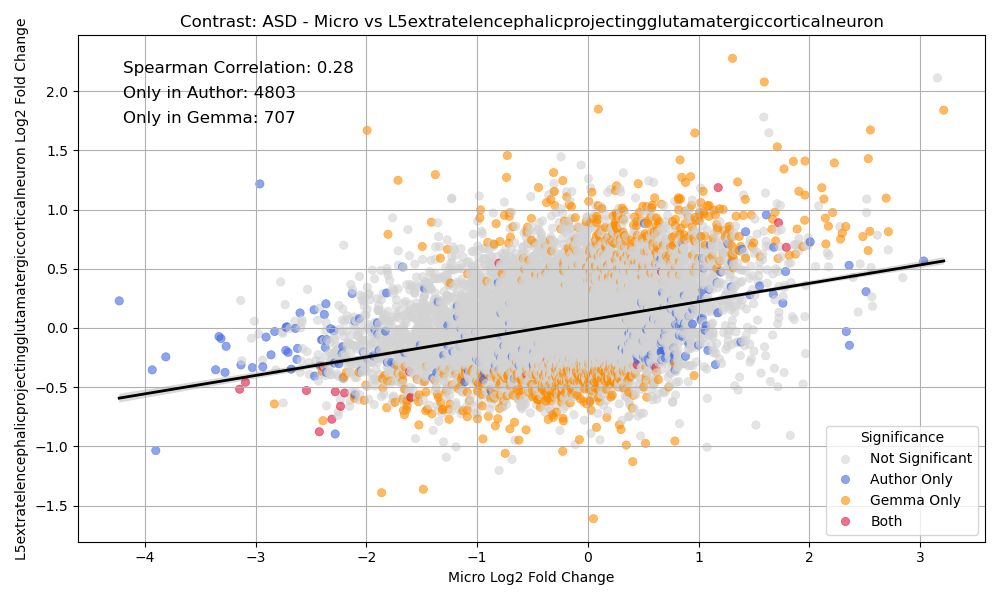 Contrast: ASD - Micro vs L5extratelencephalicprojectingglutamatergiccorticalneuron
Spearman Correlation: 0.28
Only in Author: 4803
Only in Gemma: 707
L5extratelencephalicprojectingglutamatergiccorticalneuron Log2 Fold Change
2.0
1.5
1.0
0.5
0.0
−0.5
−1.0
−1.5
Significance
Not Significant
Author Only
Gemma Only
Both
−4 −3 −2 −1 0 1 2 3
Micro Log2 Fold Change